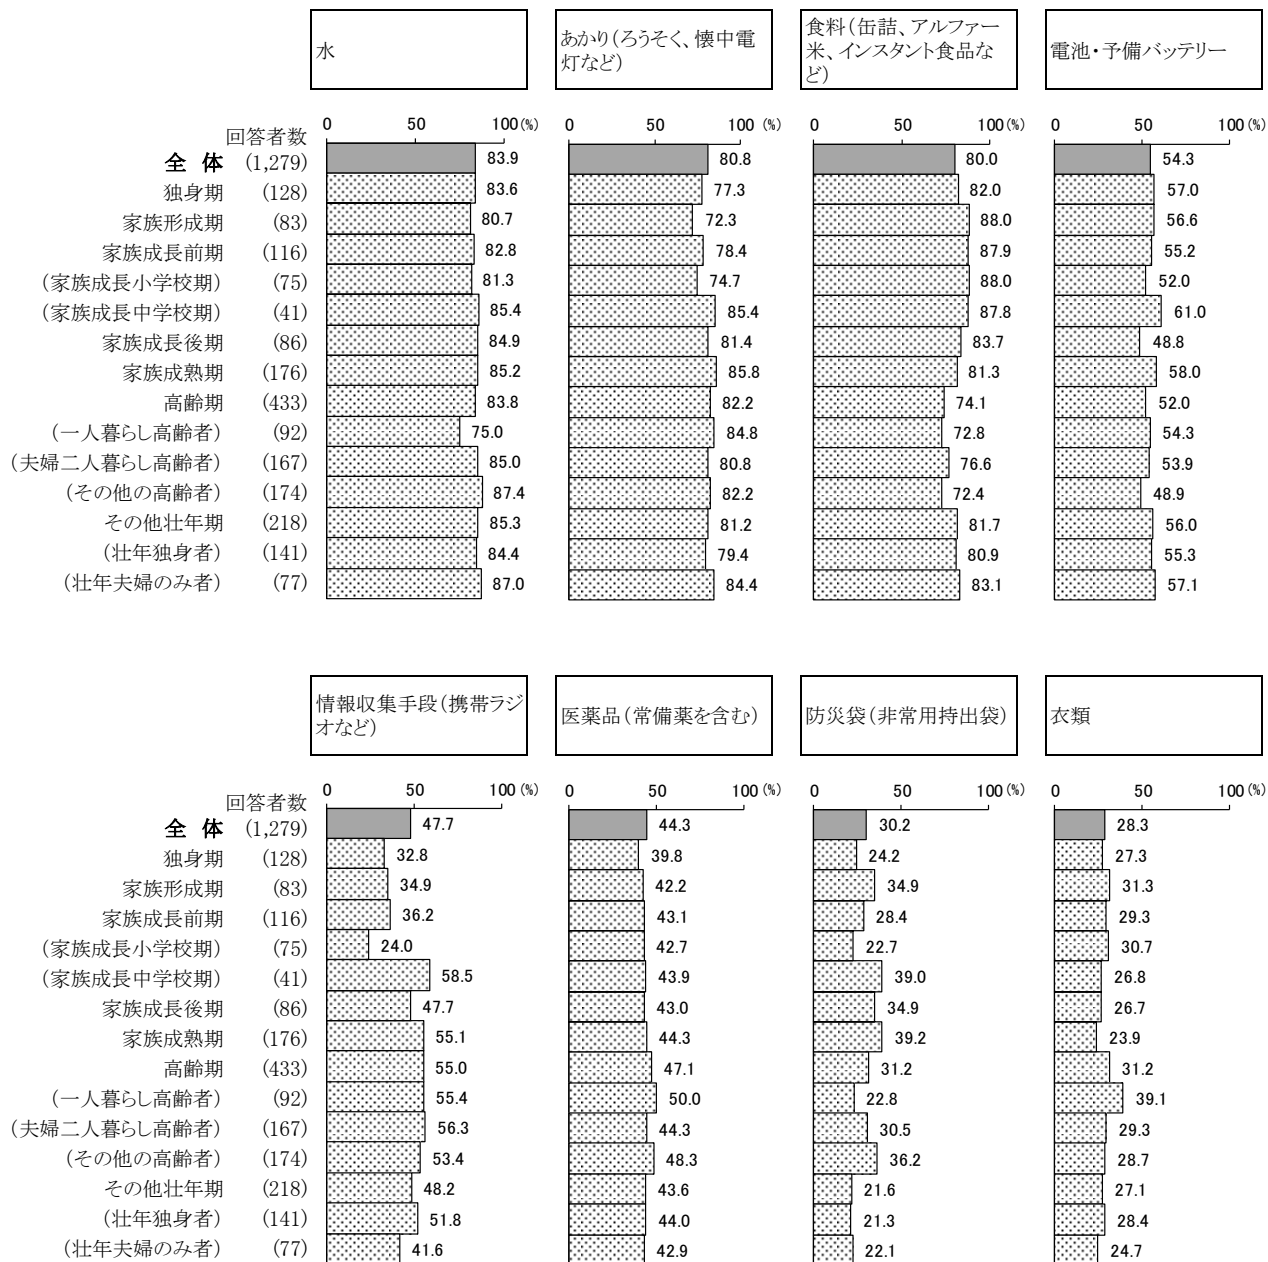 水
あかり（ろうそく、懐中電
灯など）
食料（缶詰、アルファー
米、インスタント食品な
ど）
電池・予備バッテリー
0 50 100(%) 0 50 100 (%) 0 50 100 (%) 0 50 100(%)
回答者数
全 体 (1,279) 83.9 80.8 80.0 54.3
独身期 (128) 83.6 77.3 82.0 57.0
家族形成期 (83) 80.7 72.3 88.0 56.6
家族成長前期 (116) 82.8 78.4 87.9 55.2
（家族成長小学校期） (75) 81.3 74.7 88.0 52.0
（家族成長中学校期） (41) 85.4 85.4 87.8 61.0
家族成長後期 (86) 84.9 81.4 83.7 48.8
家族成熟期 (176) 85.2 85.8 81.3 58.0
高齢期 (433) 83.8 82.2 74.1 52.0
（一人暮らし高齢者） (92) 75.0 84.8 72.8 54.3
（夫婦二人暮らし高齢者） (167) 85.0 80.8 76.6 53.9
（その他の高齢者） (174) 87.4 82.2 72.4 48.9
その他壮年期 (218) 85.3 81.2 81.7 56.0
（壮年独身者） (141) 84.4 79.4 80.9 55.3
（壮年夫婦のみ者） (77) 87.0 84.4 83.1 57.1
情報収集手段（携帯ラジ
オなど）
医薬品（常備薬を含む）
防災袋（非常用持出袋）
衣類
0 50 100 (%) 0 50 100 (%) 0 50 100 (%) 0 50 100(%)
回答者数
全 体 (1,279) 47.7 44.3 30.2 28.3
独身期 (128) 32.8 39.8 24.2 27.3
家族形成期 (83) 34.9 42.2 34.9 31.3
家族成長前期 (116) 36.2 43.1 28.4 29.3
（家族成長小学校期） (75) 24.0 42.7 22.7 30.7
（家族成長中学校期） (41) 58.5 43.9 39.0 26.8
家族成長後期 (86) 47.7 43.0 34.9 26.7
家族成熟期 (176) 55.1 44.3 39.2 23.9
高齢期 (433) 55.0 47.1 31.2 31.2
（一人暮らし高齢者） (92) 55.4 50.0 22.8 39.1
（夫婦二人暮らし高齢者） (167) 56.3 44.3 30.5 29.3
（その他の高齢者） (174) 53.4 48.3 36.2 28.7
その他壮年期 (218) 48.2 43.6 21.6 27.1
（壮年独身者） (141) 51.8 44.0 21.3 28.4
（壮年夫婦のみ者） (77) 41.6 42.9 22.1 24.7